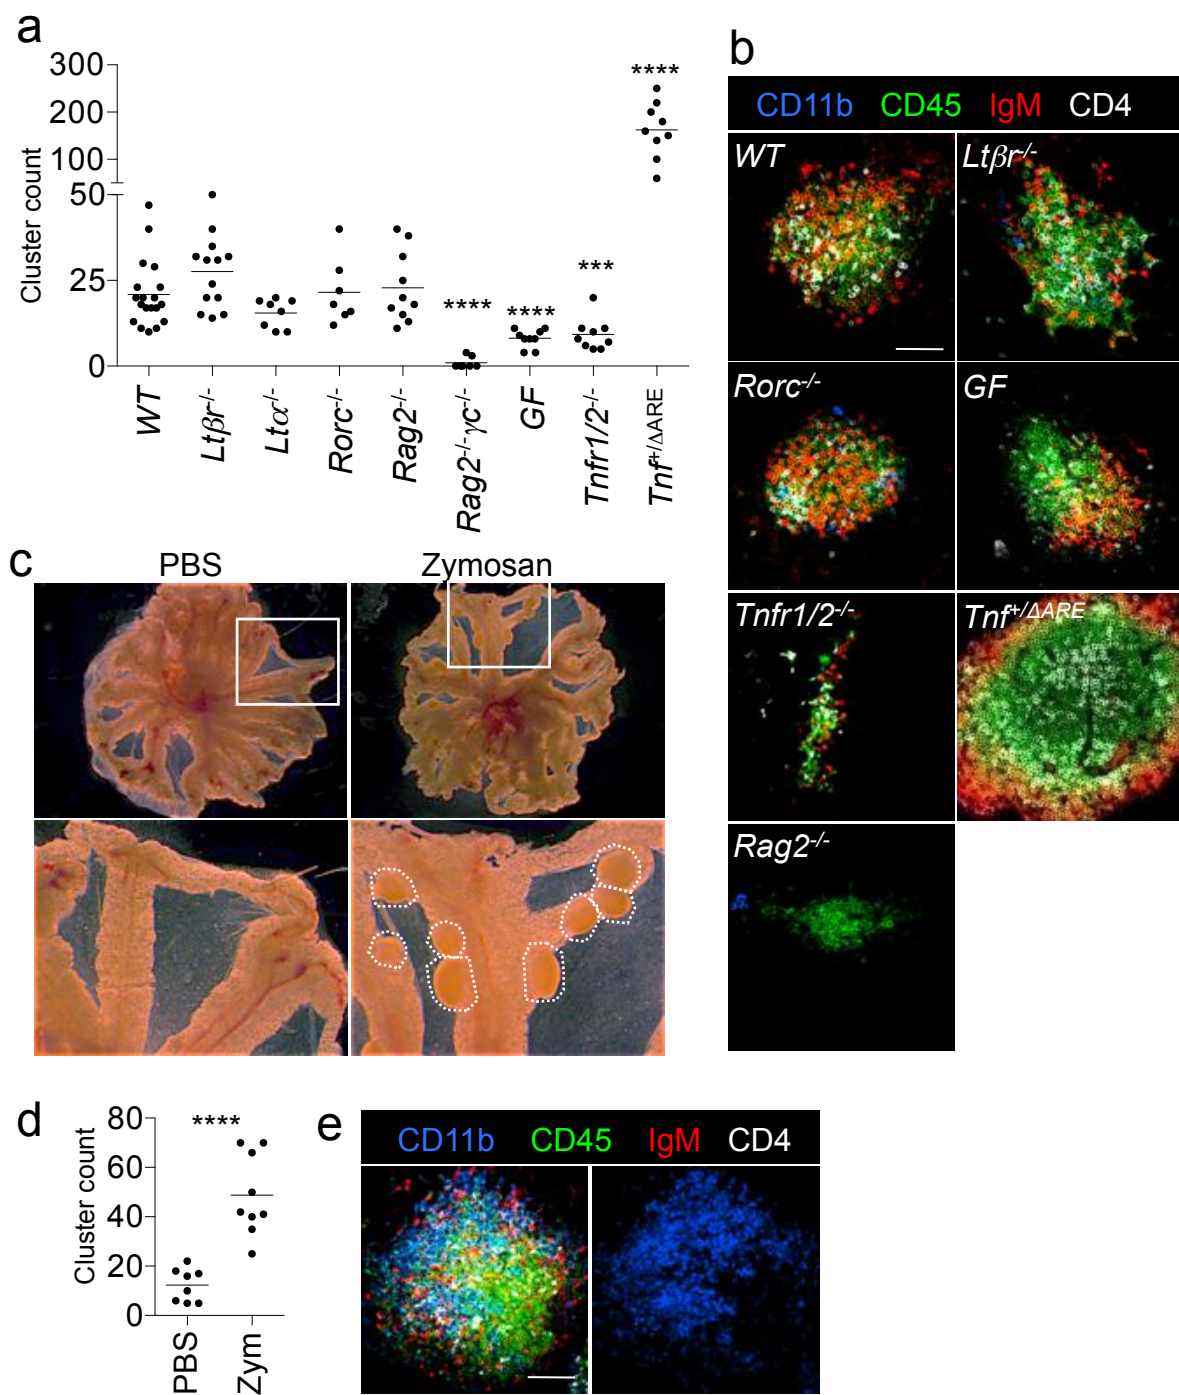 a
300
200
100
50
25
0
Cluster count
****
****
****
***
WT
Ltβr-/-
Ltα-/-
Rorc-/-
Rag2-/-
Rag2-/-γc-/-
GF
Tnfr1/2-/-
Tnf+/ΔARE
b
CD11b CD45 IgM CD4
WT
Ltβr-/-
Rorc-/-
GF
Tnfr1/2-/-
Tnf+/ΔARE
Rag2-/-
c
PBS
Zymosan
d
80
60
40
20
0
Cluster count
****
PBS
Zym
e
CD11b CD45 IgM CD4